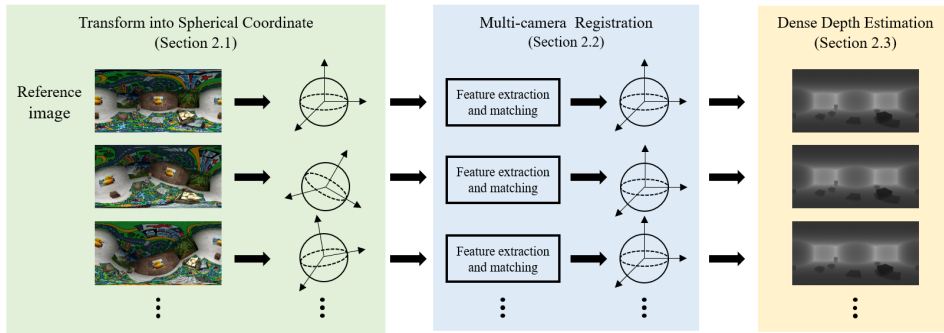 Transform into Spherical Coordinate
(Section 2.1)
Multi-camera Registration
(Section 2.2)
Dense Depth Estimation
(Section 2.3)
Reference
image
Feature extraction
and matching
Feature extraction
and matching
Feature extraction
and matching